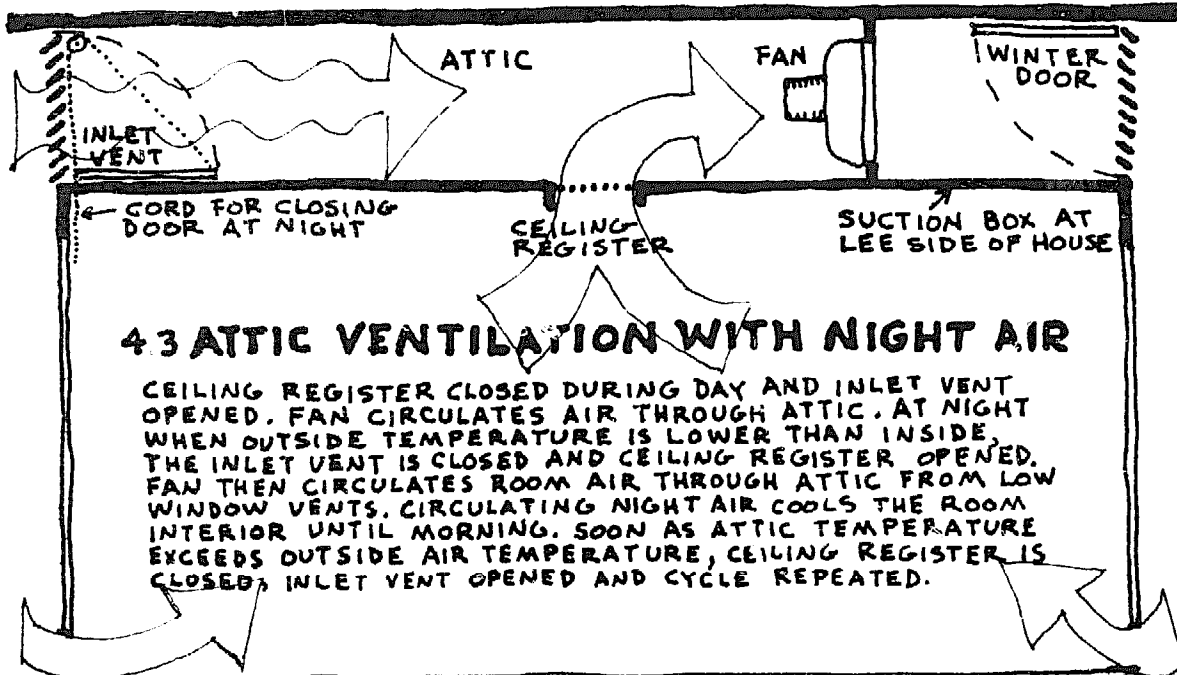 ATTIC
FAN
WINTER
DOOR
INLET
VENT
CORD FOR CLOSING
DOOR AT NIGHT
CEILING
REGISTER
SUCTION BOX AT
LEE SIDE OF HOUSE
4.3 ATTIC VENTILATION WITH NIGHT AIR
CEILING REGISTER CLOSED DURING DAY AND INLET VENT
OPENED. FAN CIRCULATES AIR THROUGH ATTIC. AT NIGHT
WHEN OUTSIDE TEMPERATURE IS LOWER THAN INSIDE,
THE INLET VENT IS CLOSED AND CEILING REGISTER OPENED.
FAN THEN CIRCULATES ROOM AIR THROUGH ATTIC FROM LOW
WINDOW VENTS. CIRCULATING NIGHT AIR COOLS THE ROOM
INTERIOR UNTIL MORNING. SOON AS ATTIC TEMPERATURE
EXCEEDS OUTSIDE AIR TEMPERATURE, CEILING REGISTER IS
CLOSED, INLET VENT OPENED AND CYCLE REPEATED.